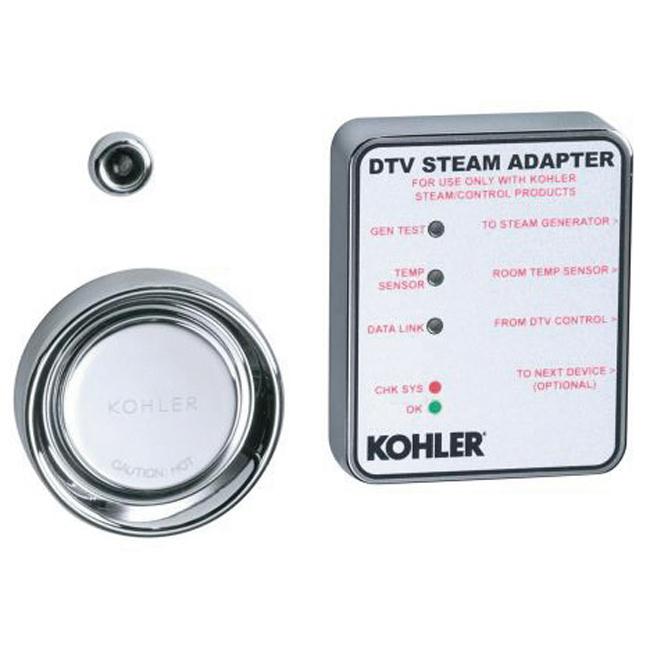 DTV STEAM ADAPTER
FOR USE ONLY WITH KOHLER
STEAM/CONTROL PRODUCTS
GEN TEST
TO STEAM GENERATOR >
TEMP
SENSOR
ROOM TEMP SENSOR >
DATA LINK
FROM DTV CONTROL >
TO NEXT DEVICE >
(OPTIONAL)
CHK SYS
OK
KOHLER
KOHLER
CAUTION: HOT